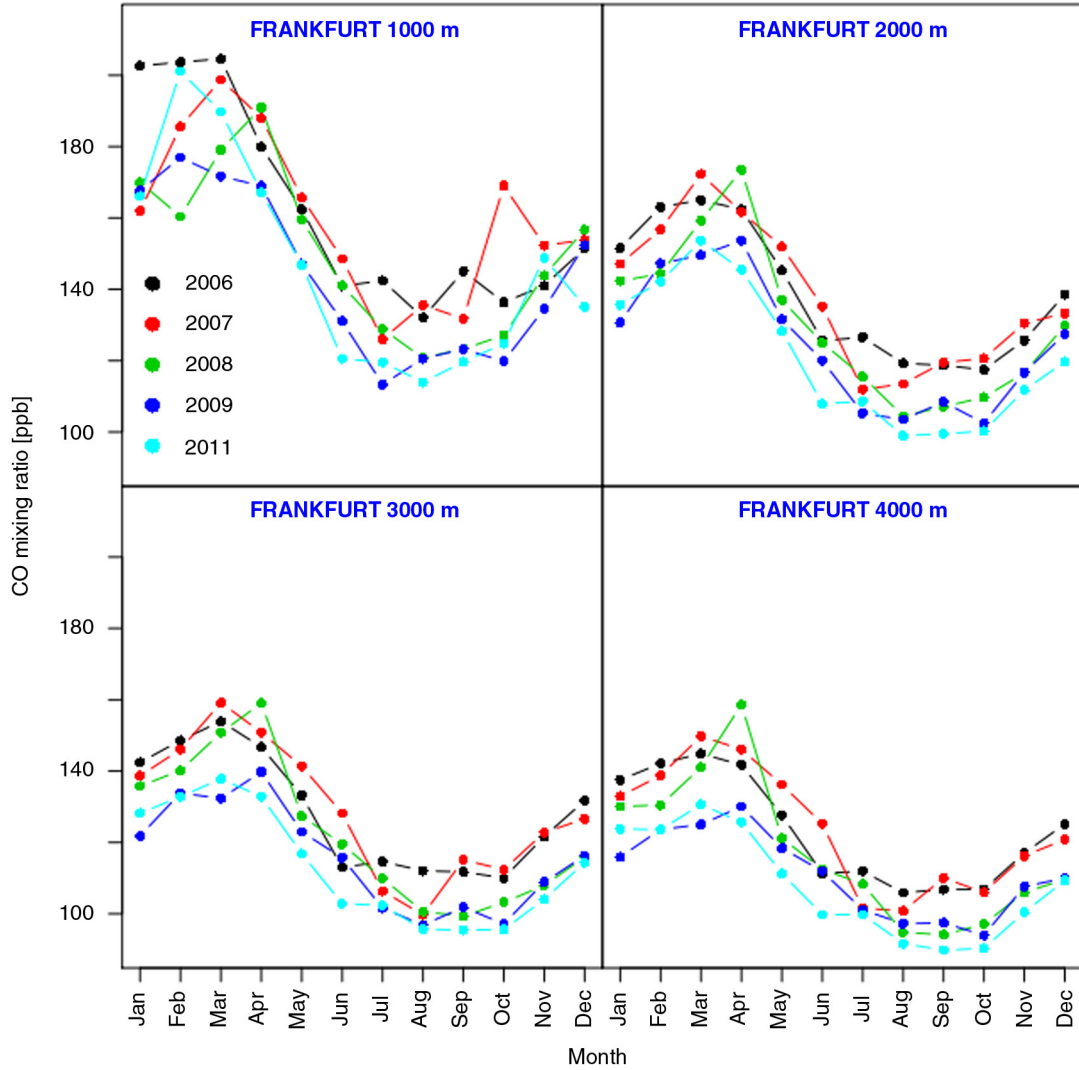 FRANKFURT 1000 m
FRANKFURT 2000 m
180
140
100
2006
2007
2008
2009
2011
CO mixing ratio [ppb]
FRANKFURT 3000 m
FRANKFURT 4000 m
180
140
100
Jan Feb Mar Apr May Jun Jul Aug Sep Oct Nov Dec
Jan Feb Mar Apr May Jun Jul Aug Sep Oct Nov Dec
Month